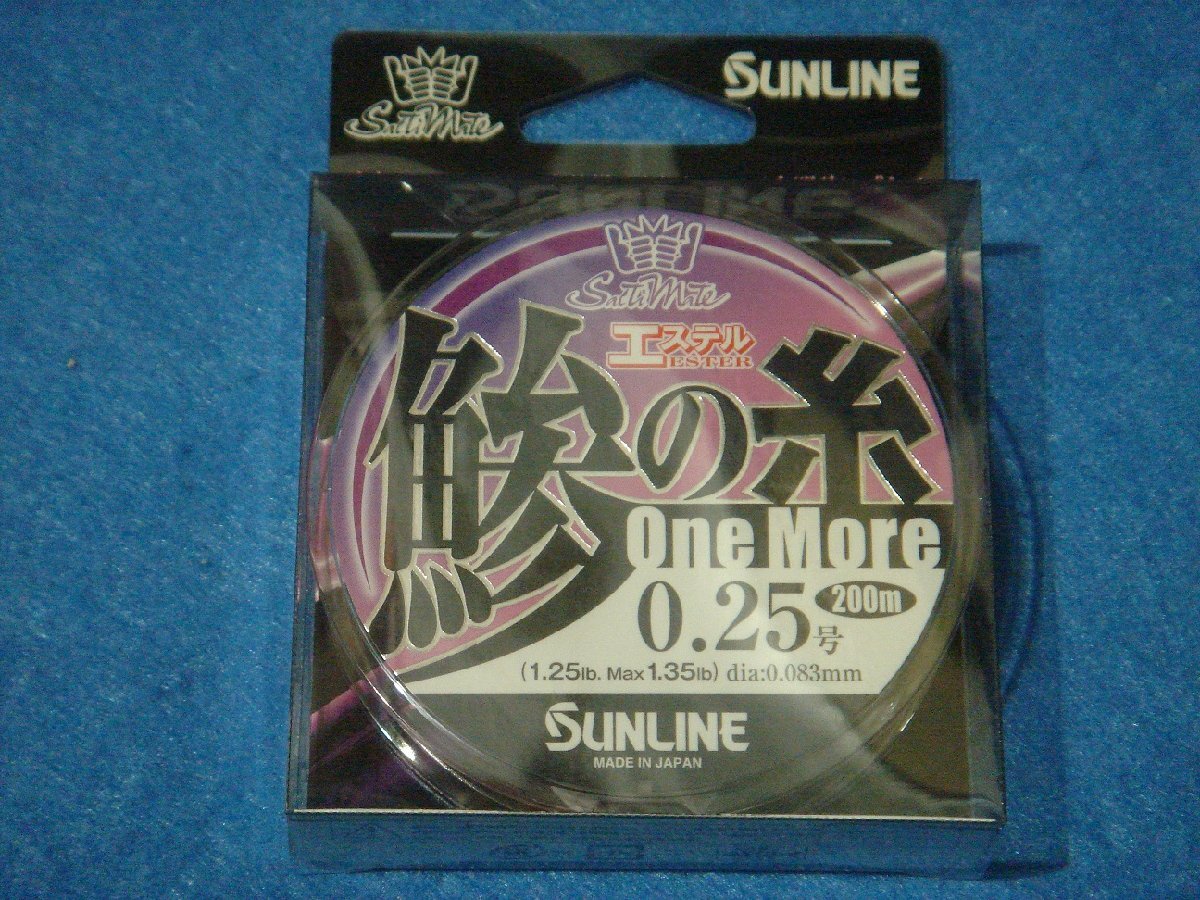 SaltiMate
SUNLINE
SaltiMate
エステル
ESTER
鯵の糸
One More
0.25号
200m
(1.25lb. Max 1.35lb) dia:0.083mm
SUNLINE
MADE IN JAPAN